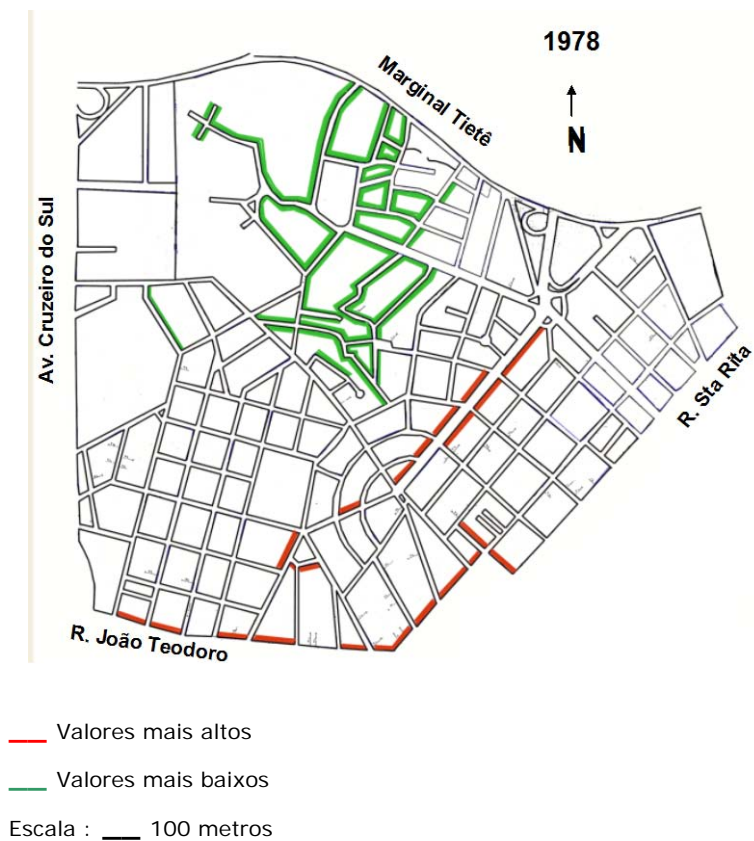 1978
Marginal Tietê
N
Av. Cruzeiro do Sul
R. Sta Rita
R. João Teodoro
Valores mais altos
Valores mais baixos
Escala : 100 metros